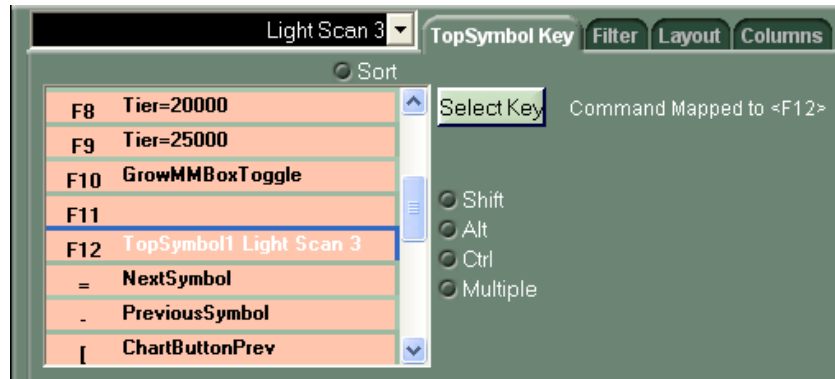 Light Scan 3 TopSymbol Key Filter Layout Columns
Sort
F8 Tier=20000
Select Key Command Mapped to <F12>
F9 Tier=25000
F10 GrowMMBoxToggle
F11
Shift
Alt
F12 TopSymbol1 Light Scan 3
Ctrl
= NextSymbol
Multiple
- PreviousSymbol
[ ChartButtonPrev